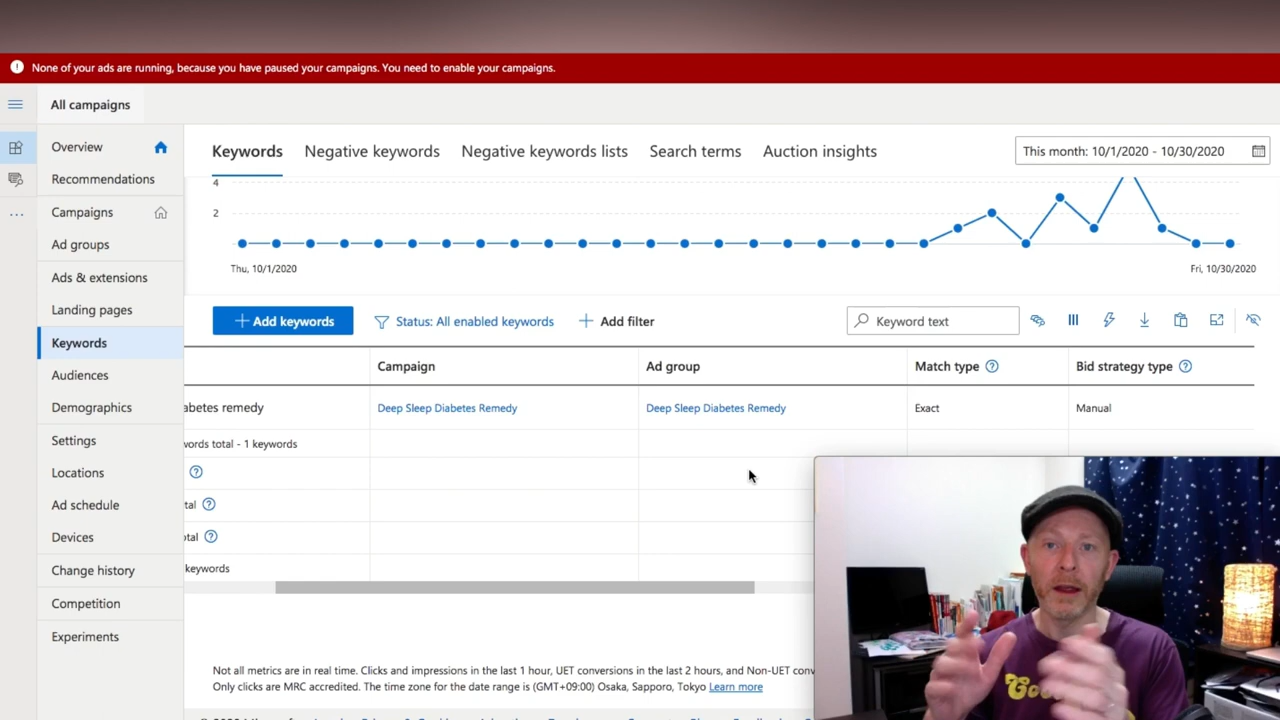 None of your ads are running, because you have paused your campaigns. You need to enable your campaigns.
All campaigns
Overview
Recommendations
Campaigns
Ad groups
Ads & extensions
Landing pages
Keywords
Audiences
Demographics
Settings
Locations
Ad schedule
Devices
Change history
Competition
Experiments
Keywords Negative keywords Negative keywords lists Search terms Auction insights
This month: 10/1/2020 - 10/30/2020
4
2
Thu, 10/1/2020 Fri, 10/30/2020
+ Add keywords Status: All enabled keywords + Add filter Keyword text
Campaign Ad group Match type Bid strategy type
abetes remedy Deep Sleep Diabetes Remedy Deep Sleep Diabetes Remedy Exact Manual
words total - 1 keywords
tal
otal
keywords
Not all metrics are in real time. Clicks and impressions in the last 1 hour, UET conversions in the last 2 hours, and Non-UET conv
Only clicks are MRC accredited. The time zone for the date range is (GMT+09:00) Osaka, Sapporo, Tokyo Learn more